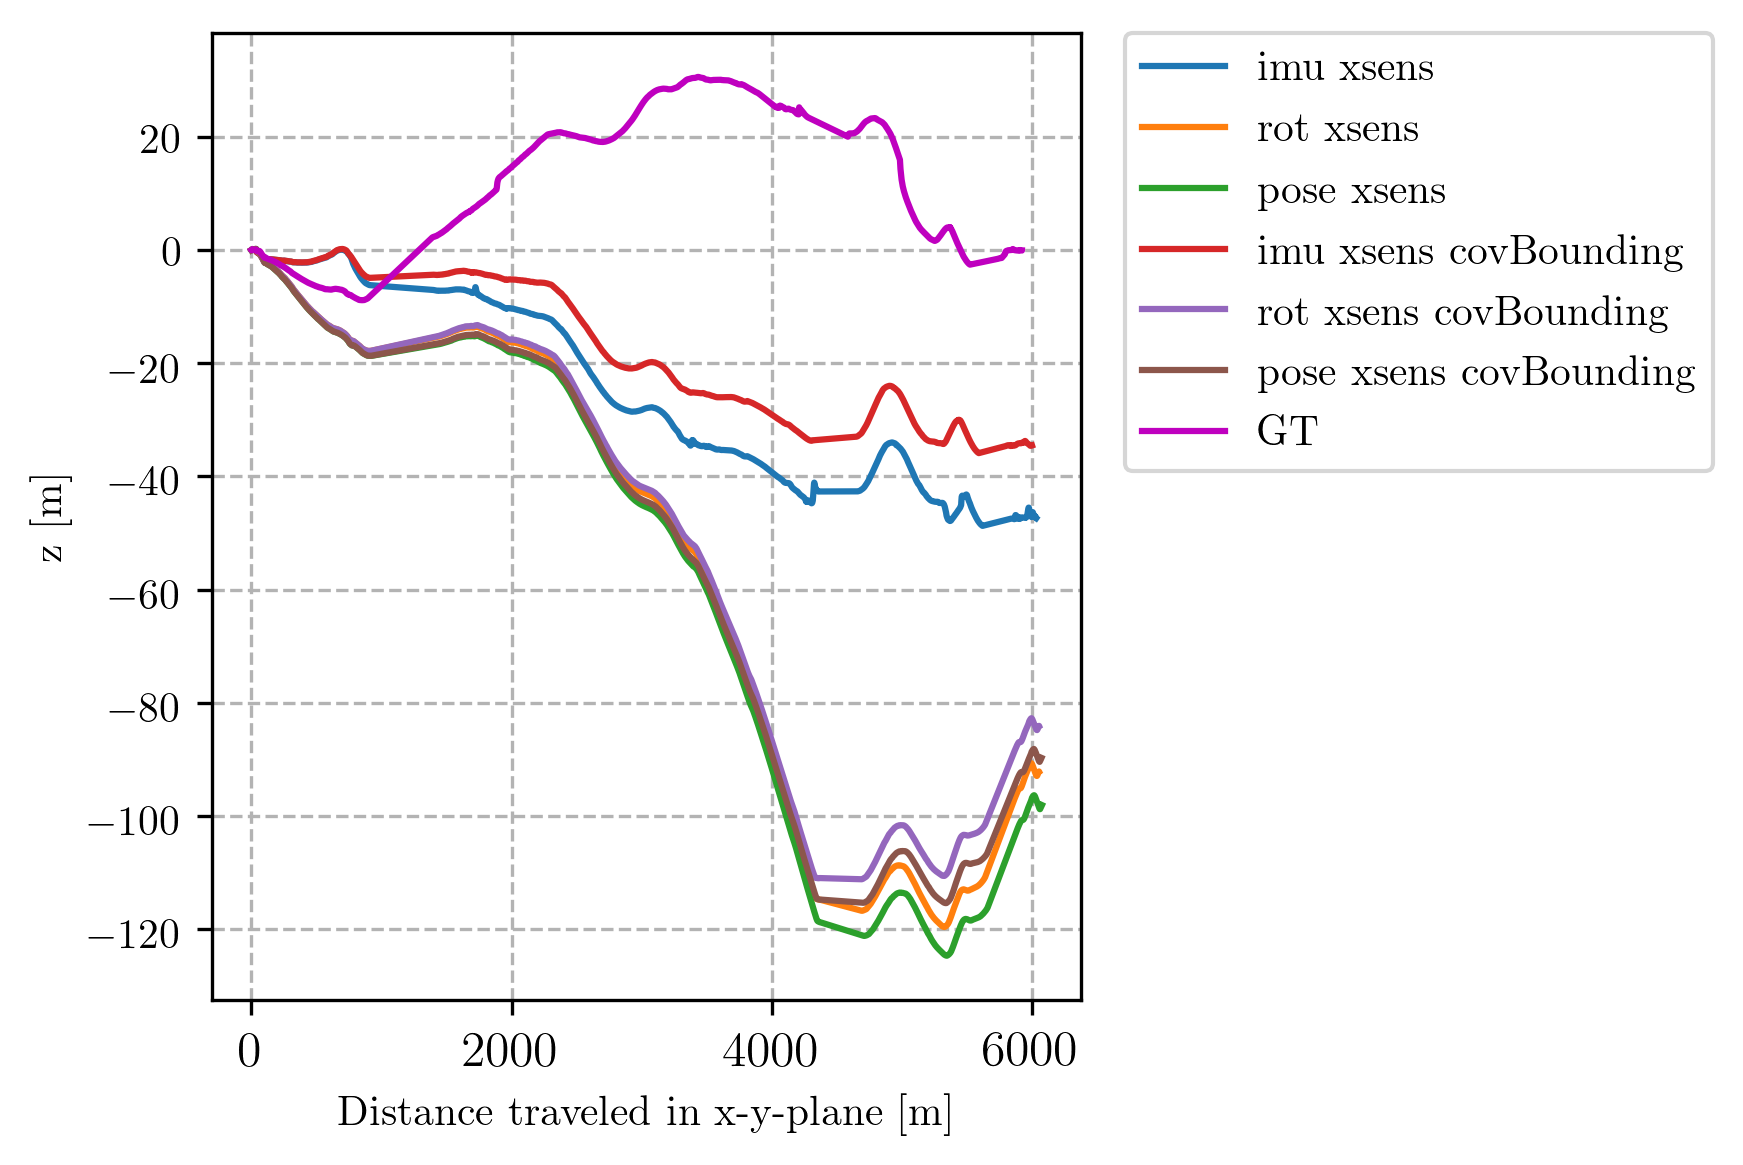 20
0
−20
−40
−60
−80
−100
−120
z [m]
0 2000 4000 6000
Distance traveled in x-y-plane [m]
imu xsens
rot xsens
pose xsens
imu xsens covBounding
rot xsens covBounding
pose xsens covBounding
GT